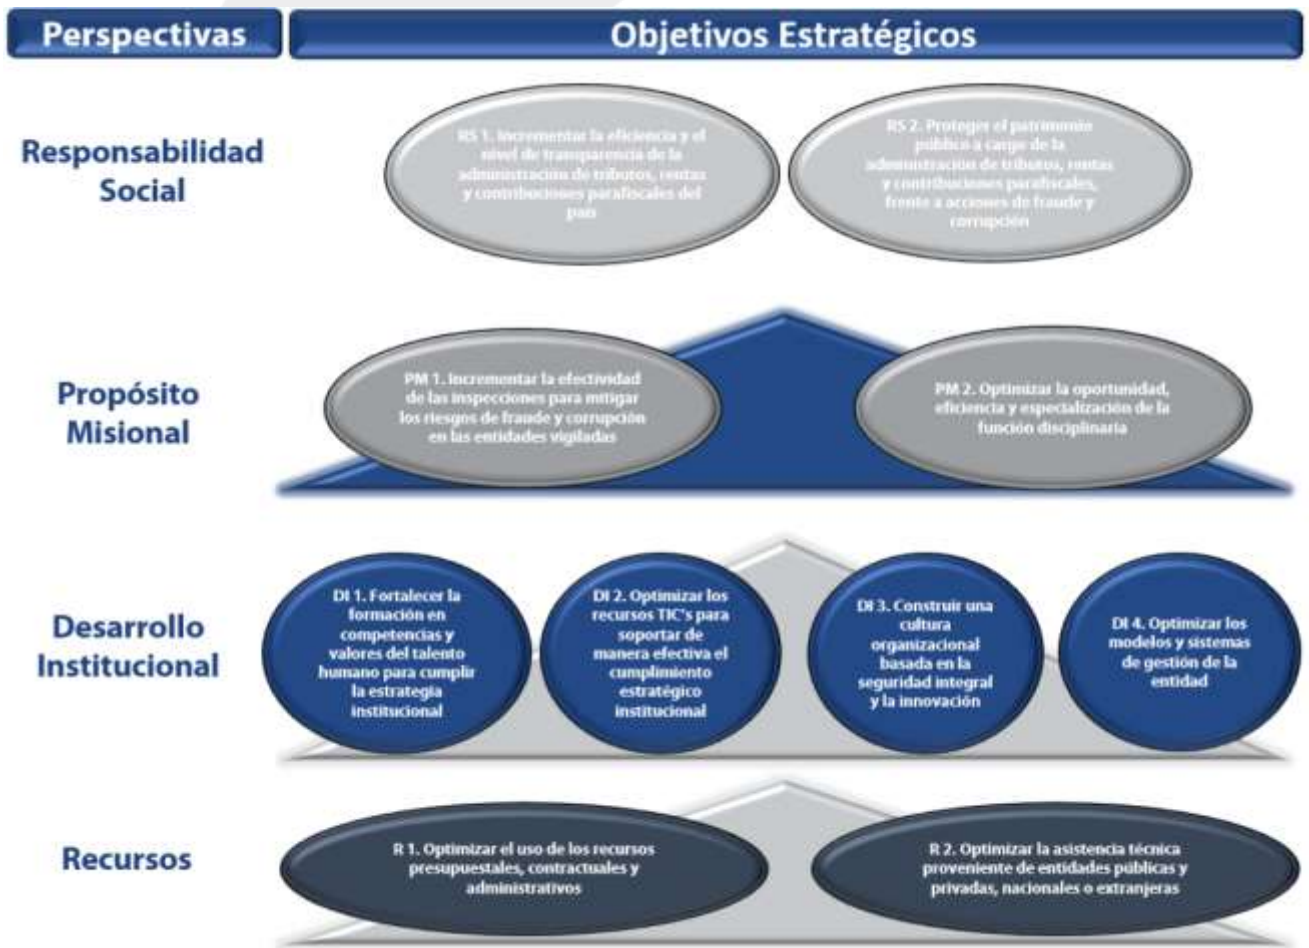 Perspectivas
Objetivos Estratégicos
Responsabilidad
Social
RS 1. Incrementar la eficiencia y el
nivel de transparencia de la
administración de tributos, rentas
y contribuciones parafiscales del
país
RS 2. Proteger el patrimonio
público a cargo de la
administración de tributos, rentas
y contribuciones parafiscales,
frente a acciones de fraude y
corrupción
Propósito
Misional
PM 1. Incrementar la efectividad
de las inspecciones para mitigar
los riesgos de fraude y corrupción
en las entidades vigiladas
PM 2. Optimizar la oportunidad,
eficiencia y especialización de la
función disciplinaria
Desarrollo
Institucional
DI 1. Fortalecer la
formación en
competencias y
valores del talento
humano para cumplir
la estrategia
institucional
DI 2. Optimizar los
recursos TIC's para
soportar de
manera efectiva el
cumplimiento
estratégico
institucional
DI 3. Construir una
cultura
organizacional
basada en la
seguridad integral
y la innovación
DI 4. Optimizar los
modelos y sistemas
de gestión de la
entidad
Recursos
R 1. Optimizar el uso de los recursos
presupuestales, contractuales y
administrativos
R 2. Optimizar la asistencia técnica
proveniente de entidades públicas y
privadas, nacionales o extranjeras